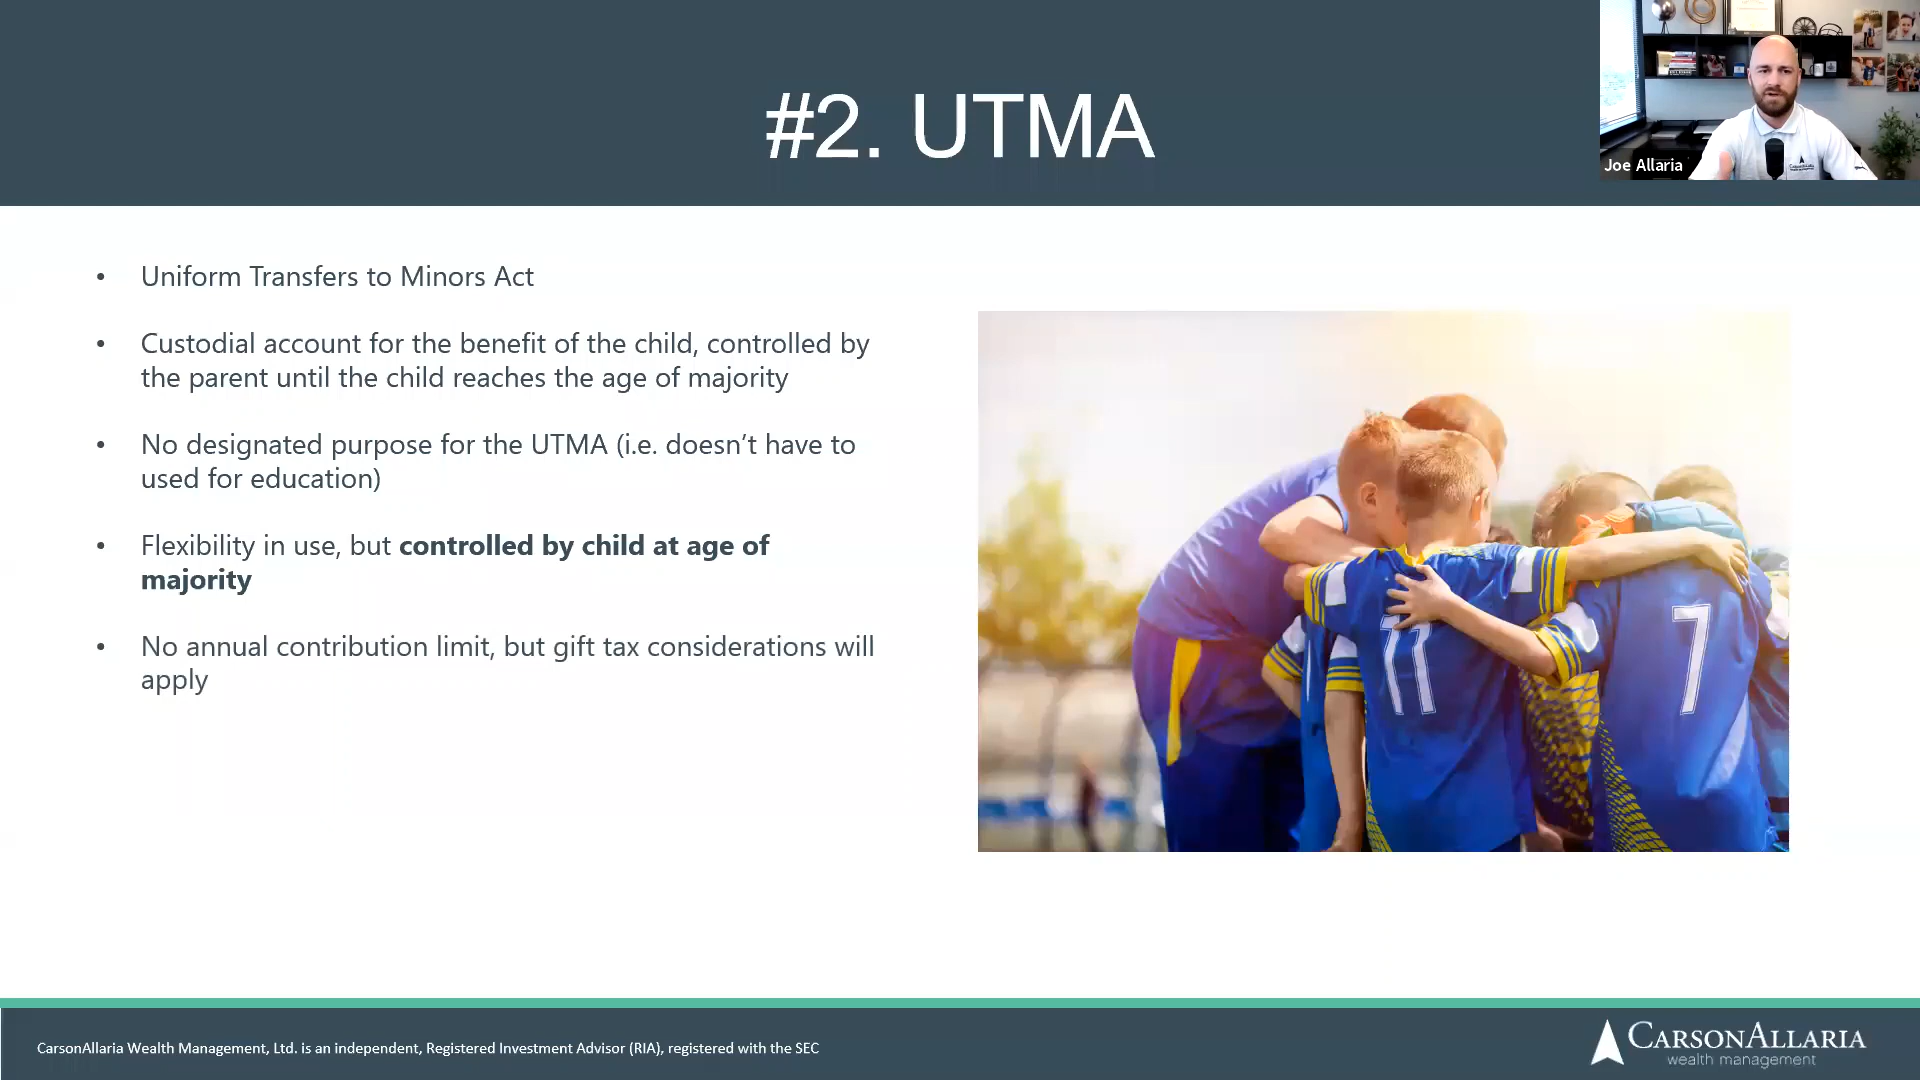 #2. UTMA
Joe Allaria
• Uniform Transfers to Minors Act
• Custodial account for the benefit of the child, controlled by
the parent until the child reaches the age of majority
• No designated purpose for the UTMA (i.e. doesn’t have to
used for education)
• Flexibility in use, but controlled by child at age of
majority
• No annual contribution limit, but gift tax considerations will
apply
11
7
CarsonAllaria Wealth Management, Ltd. is an independent, Registered Investment Advisor (RIA), registered with the SEC
CARSONALLARIA
wealth management